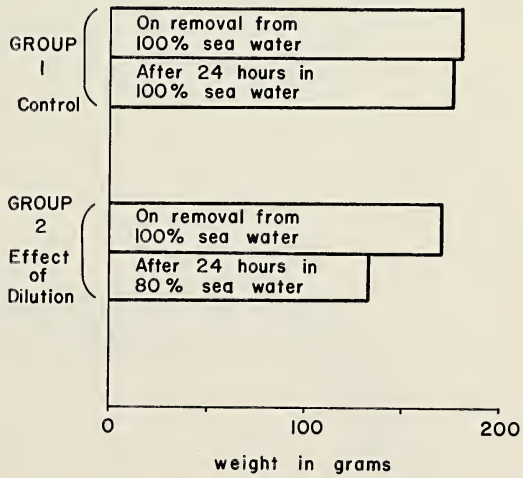 GROUP
1
Control
On removal from
100% sea water
After 24 hours in
100% sea water
GROUP
2
Effect
of
Dilution
On removal from
100% sea water
After 24 hours in
80% sea water
0 100 200
weight in grams